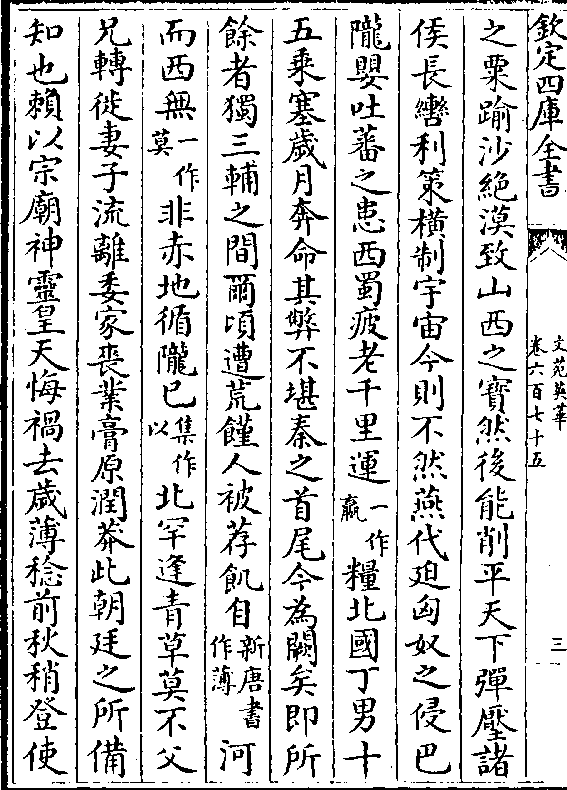 欽定四庫全書
文苑英華
卷六百七十五
三
之粟踰沙絶漠致山西之寶然後能削平天下彈壓諸
侯長轡利策横制宇宙今則不然燕代迫匈奴之侵巴
隴嬰吐蕃之患西蜀疲老千里運一作贏糧北國丁男十
五乘塞歲月奔命其弊不堪秦之首尾今為闕矣即所
餘者獨三輔之間爾頃遭荒饉人被荐飢自新唐書作薄河
而西無一作莫非赤地循隴已集作以北罕逢青草莫不父
兄轉徙妻子流離委家喪業膏原潤莽此朝廷之所備
知也賴以宗廟神靈皇天悔禍去歲薄稔前秋稍登使